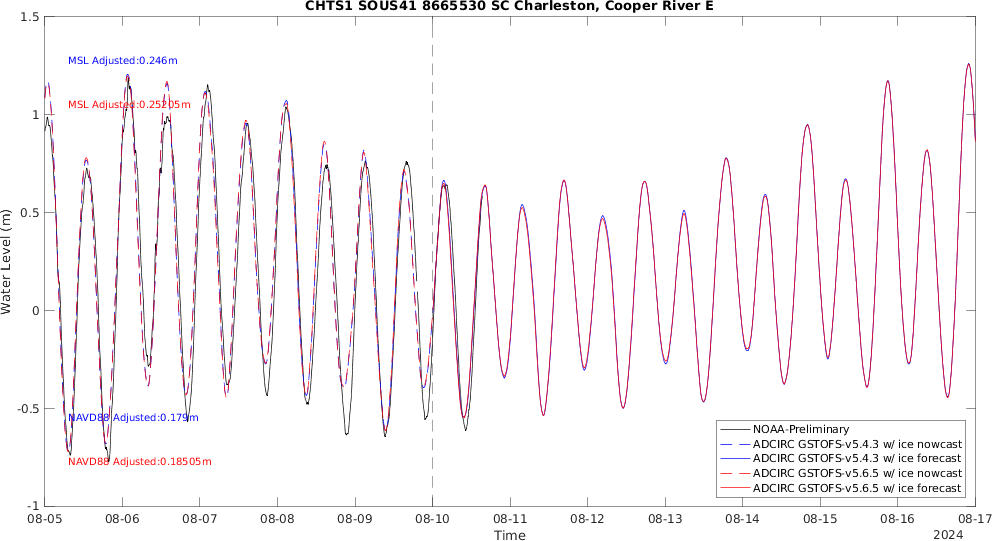 CHTS1 SOUS41 8665530 SC Charleston, Cooper River E
1.5
MSL Adjusted:0.246m
MSL Adjusted:0.25205m
1
0.5
Water Level (m)
0
-0.5
NAVD88 Adjusted:0.179m
NAVD88 Adjusted:0.18505m
NOAA-Preliminary
ADCIRC GSTOFS-v5.4.3 w/ ice nowcast
ADCIRC GSTOFS-v5.4.3 w/ ice forecast
ADCIRC GSTOFS-v5.6.5 w/ ice nowcast
ADCIRC GSTOFS-v5.6.5 w/ ice forecast
-1
08-05 08-06 08-07 08-08 08-09 08-10 08-11 08-12 08-13 08-14 08-15 08-16 08-17
Time
2024